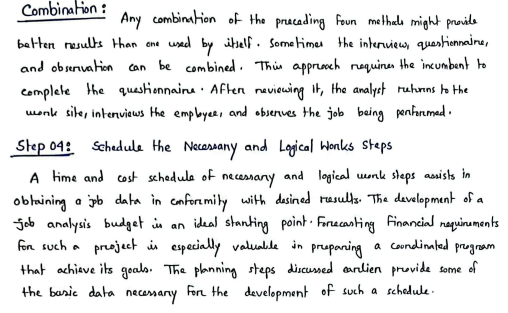 Combination: Any combination of the preceding four methods might provide
better results than one used by itself. Sometimes the interview, questionnaire,
and observation can be combined. This approach requires the incumbent to
complete the questionnaire. After reviewing it, the analyst returns to the
work site, interviews the employee, and observes the job being performed.
Step 04: Schedule the Necessary and Logical Works Steps
A time and cost schedule of necessary and logical work steps assists in
obtaining a job data in conformity with desired results. The development of a
job analysis budget is an ideal starting point. Forecasting Financial requirements
for such a project is especially valuable in preparing a coordinated program
that achieve its goals. The planning steps discussed earlier provide some of
the basic data necessary for the development of such a schedule.